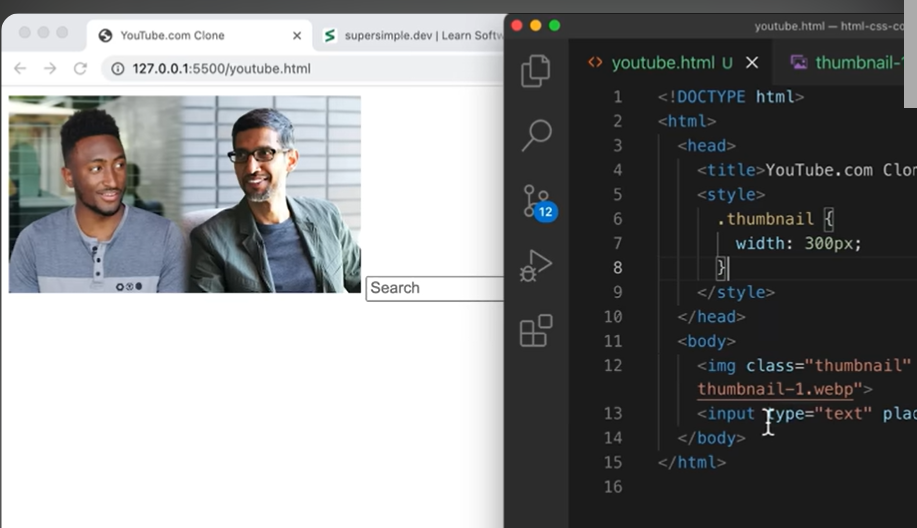 YouTube.com Clone
supersimple.dev | Learn Softw
127.0.0.1:5500/youtube.html
Search
youtube.html — html-css-co
youtube.html U
thumbnail-1
12
1 <!DOCTYPE html>
2 <html>
3 <head>
4 <title>YouTube.com Clon
5 <style>
6 .thumbnail {
7 width: 300px;
8 }
9 </style>
10 </head>
11 <body>
12 <img class="thumbnail"
thumbnail-1.webp">
13 <input type="text" plac
14 </body>
15 </html>
16